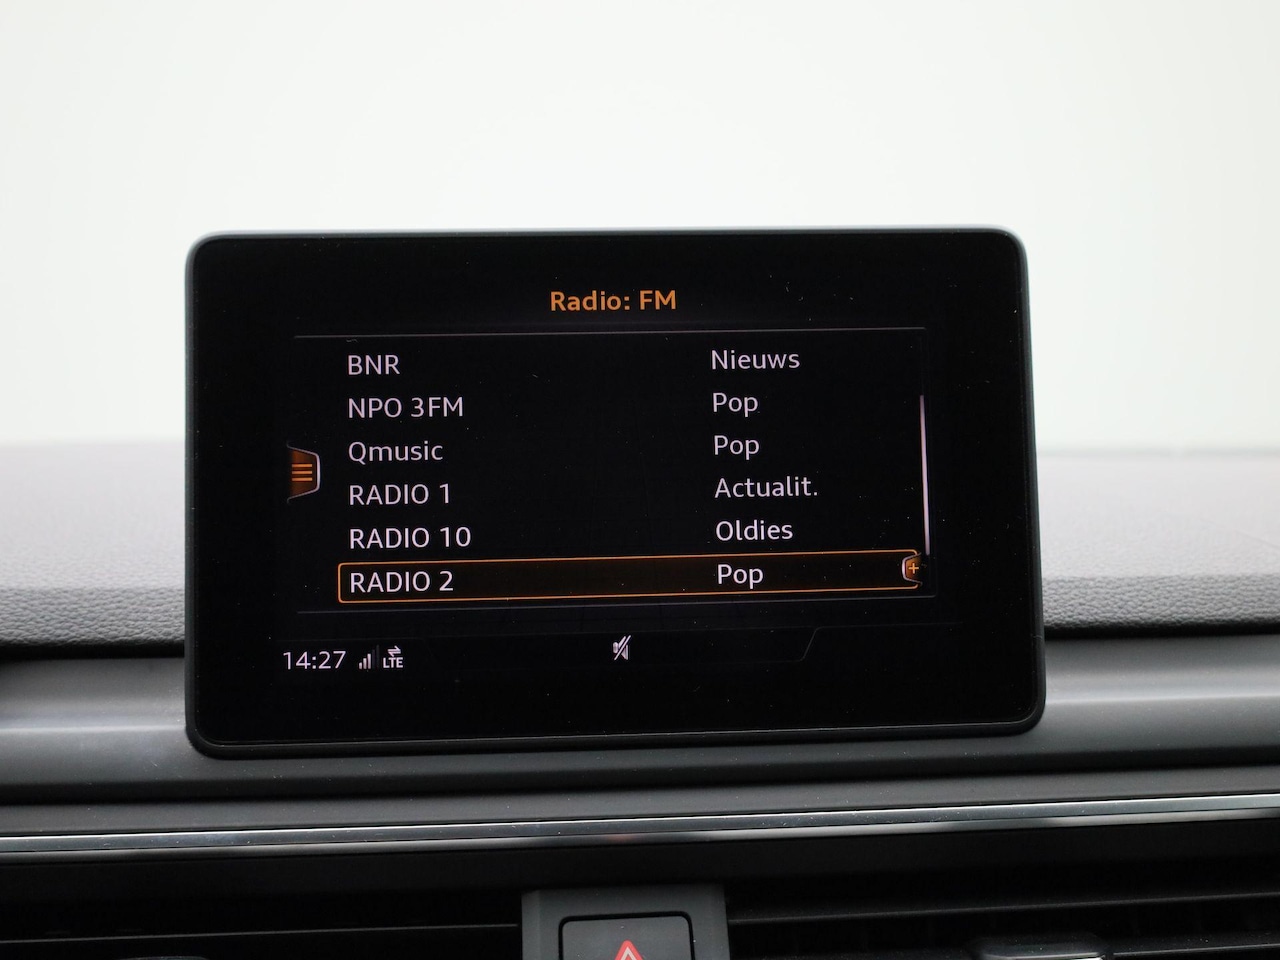 Radio: FM
BNR Nieuws
NPO 3FM Pop
Qmusic Pop
RADIO 1 Actualit.
RADIO 10 Oldies
RADIO 2 Pop
14:27 LTE